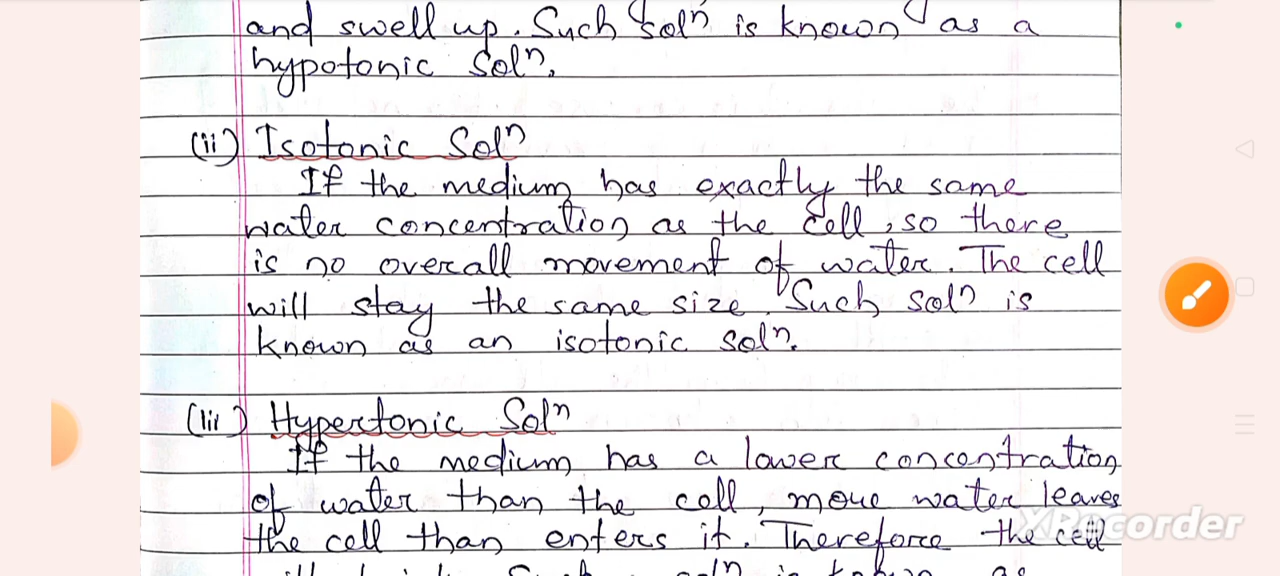 and swell up. Such solⁿ is known as a
hypotonic Solⁿ.
(ii) Isotonic Solⁿ
If the medium has exactly the same
water concentration as the cell, so there
is no overall movement of water. The cell
will stay the same size. Such solⁿ is
known as an isotonic solⁿ.
(iii) Hypertonic Solⁿ
If the medium has a lower concentration
of water than the cell, more water leaves
the cell than enters it. Therefore the cell
XRecorder